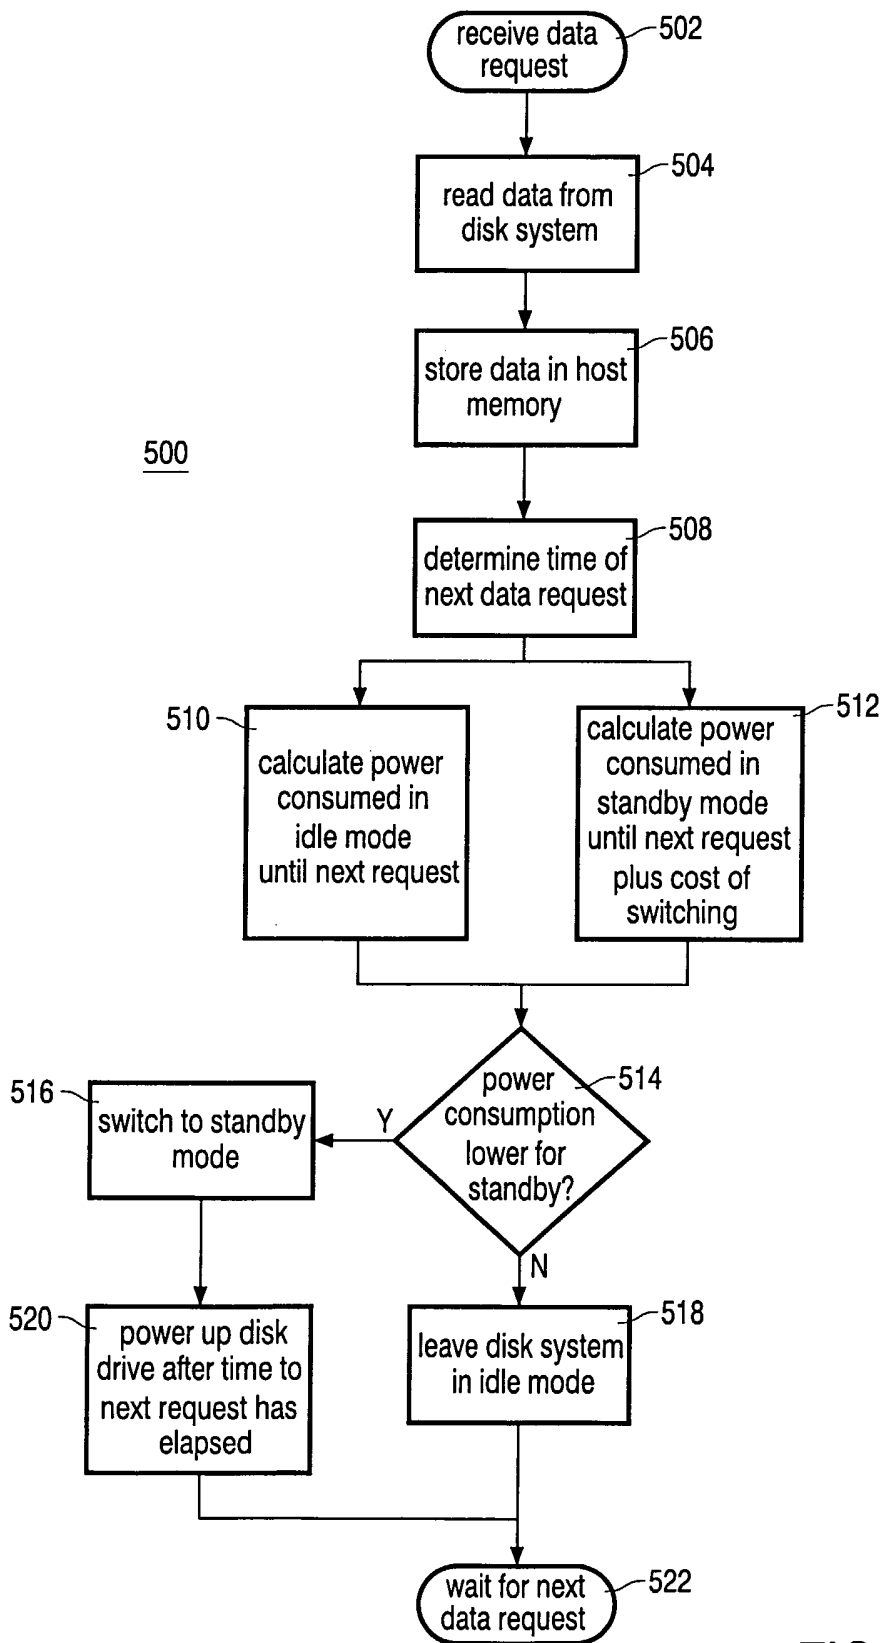 receive data
request
502
504
read data from
disk system
506
store data in host
memory
500
508
determine time of
next data request
510
calculate power
consumed in
idle mode
until next request
512
calculate power
consumed in
standby mode
until next request
plus cost of
switching
514
power
consumption
lower for
standby?
Y
N
516
switch to standby
mode
520
power up disk
drive after time to
next request has
elapsed
518
leave disk system
in idle mode
522
wait for next
data request